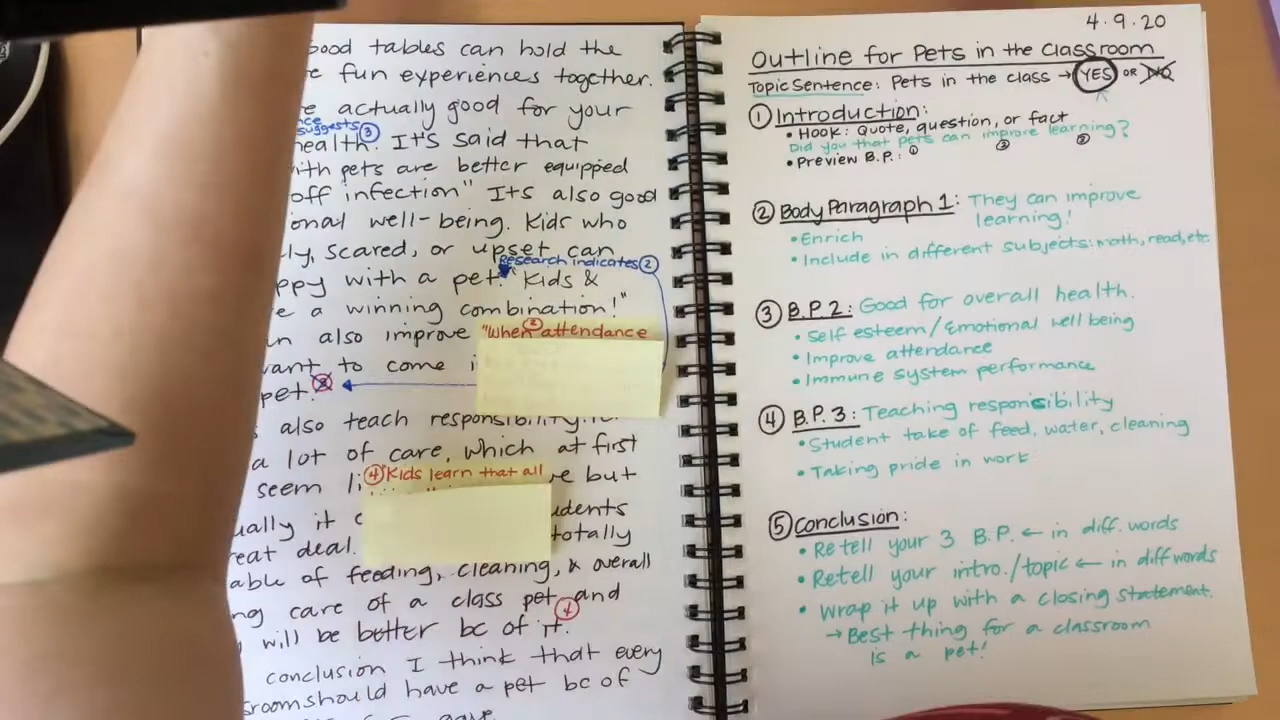 ood tables can hold the
e fun experiences together.
e actually good for your
nce
suggests ③
health. It's said that
with pets are better equipped
off infection" Its also good
onal well-being. Kids who
ly, scared, or upset can
Research indicates ②
ppy with a pet. "Kids &
e a winning combination!"
n also improve "When attendance
want to come i
pet.
also teach responsibility.
a lot of care, which at first
seem li ④ "Kids learn that all e but
ually it udents
reat deal. totally
able of feeding, cleaning, & overall
ng care of a class pet and
will be better bc of it. ④
conclusion I think that every
sroom should have a pet bc of
gave
4.9.20
Outline for Pets in the Classroom
Topic Sentence: Pets in the class → YES or NO
① Introduction:
• Hook: Quote, question, or fact
Did you that pets can improve learning?
• Preview B.P.: ① ② ③
② Body Paragraph 1: They can improve
learning!
• Enrich
• Include in different subjects: math, read, etc
③ B.P. 2: Good for overall health.
• Self esteem/Emotional well being
• Improve attendance
• Immune system performance
④ B.P. 3: Teaching responsibility
• Student take of feed, water, cleaning
• Taking pride in work
⑤ Conclusion:
• Retell your 3 B.P. ← in diff. words
• Retell your intro./topic ← in diff words
• Wrap it up with a closing statement.
→ Best thing for a classroom
is a pet!